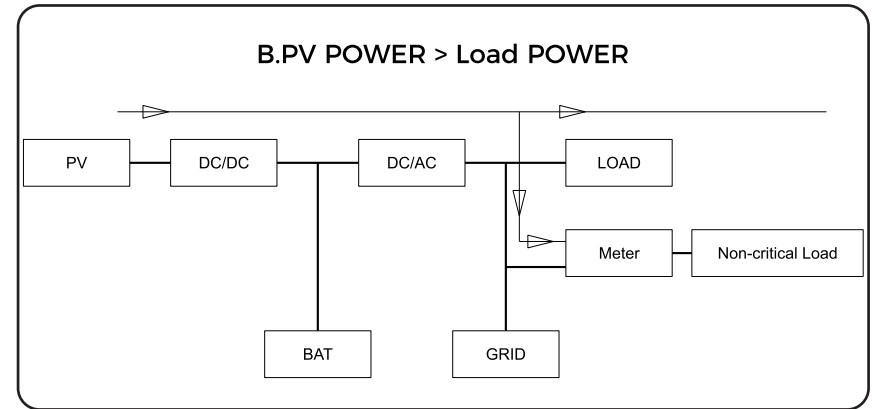 B.PV POWER > Load POWER
PV
DC/DC
DC/AC
LOAD
Meter
Non-critical Load
BAT
GRID